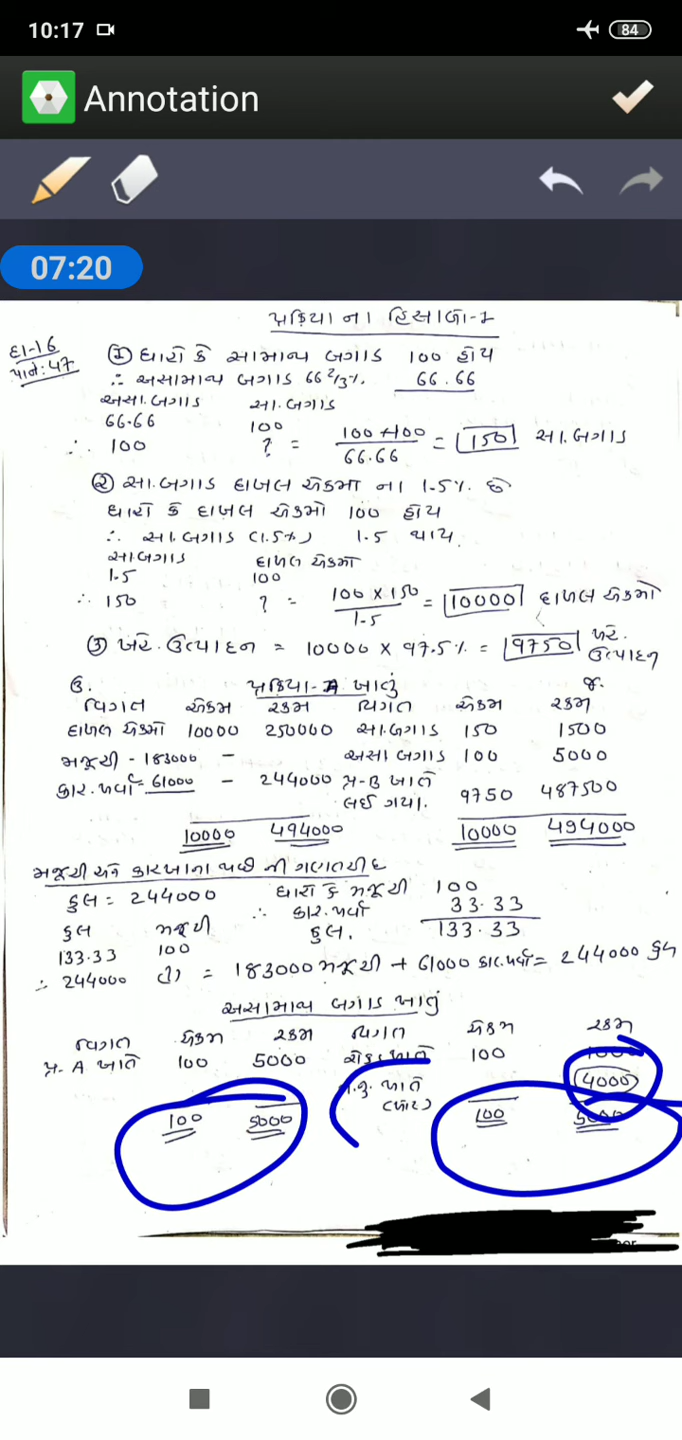 10:17
84
Annotation
07:20
પ્રક્રિયા ના હિસાબો-૧
દા-16
પાને:47
① ધારો કે સામાન્ય બગાડ 100 હોય
∴ અસામાન્ય બગાડ 66 2/3%. 66.66
અસા.બગાડ સા.બગાડ
66.66 100
∴ 100 ? = 100 × 100 / 66.66 = 150 સા.બગાડ
② સા.બગાડ દાખલ એકમો ના 1.5% છે
ધારો કે દાખલ એકમો 100 હોય
∴ સા.બગાડ (1.5%) 1.5 થાય.
સા.બગાડ દાખલ એકમો
1.5 100
∴ 150 ? = 100 × 150 / 1.5 = 10000 દાખલ એકમો
③ ખરે. ઉત્પાદન = 10000 × 97.5% = 9750 ખરે. ઉત્પાદન
ઉ. પ્રક્રિયા-A ખાતું જ.
વિગત એકમ રકમ વિગત એકમ રકમ
દાખલ એકમો 10000 250000 સા.બગાડ 150 1500
મજૂરી - 183000 - અસા બગાડ 100 5000
કાર.ખર્ચા- 61000 - 244000 પ્ર-B ખાતે લઈ ગયા. 9750 487500
10000 494000 10000 494000
મજૂરી અને કારખાના ખર્ચ ની ગણતરી
કુલ = 244000 ધારો કે મજૂરી 100
∴ કાર.ખર્ચા 33.33
કુલ મજૂરી કુલ. 133.33
133.33 100
∴ 244000 (?) = 183000 મજૂરી + 61000 કાર.ખર્ચા = 244000 કુલ
અસામાન્ય બગાડ ખાતું
વિગત એકમ રકમ વિગત એકમ રકમ
પ્ર-A ખાતે 100 5000 રોકડ ખાતે 100 1000
ન.નુ. ખાતે (ખોટ) 4000
100 5000 100 5000